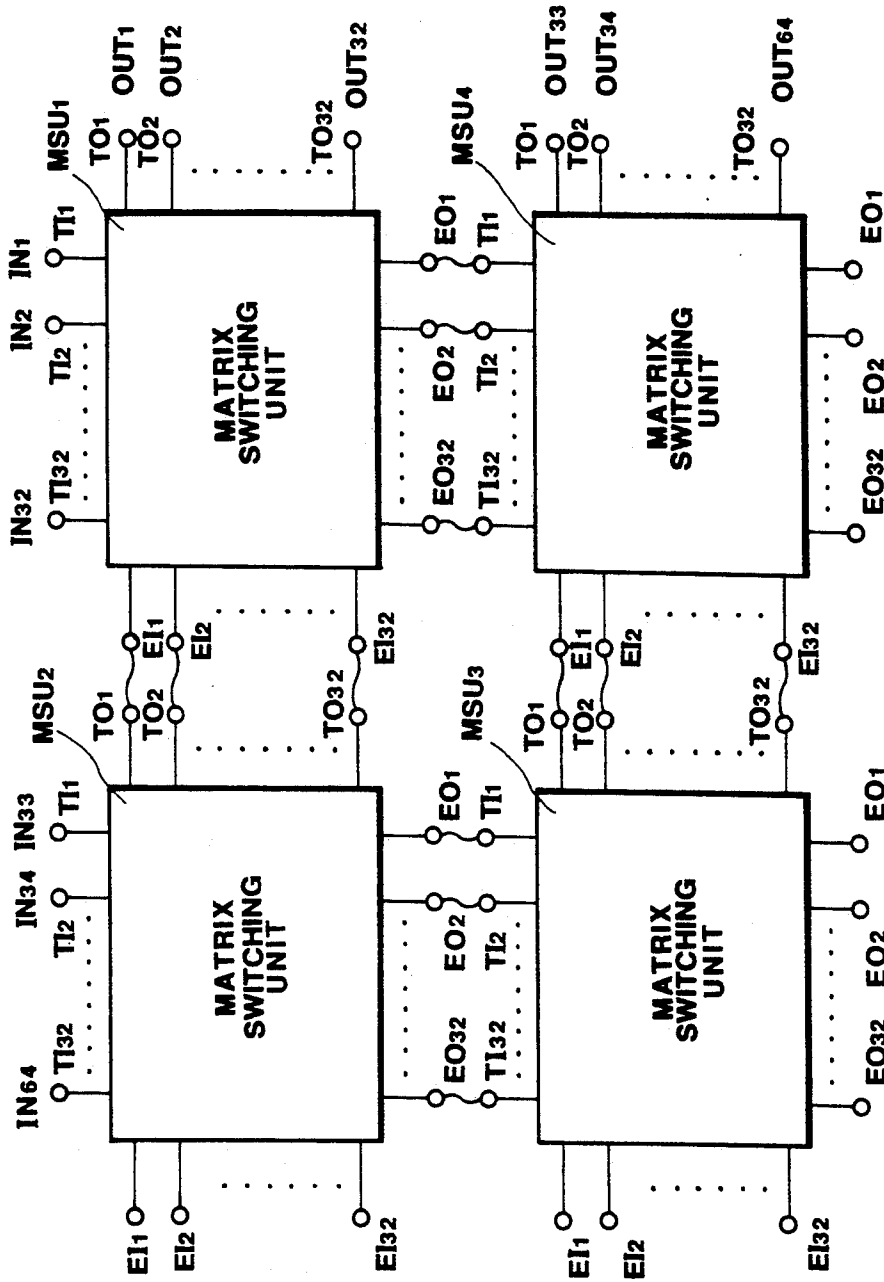 IN64 IN34 IN33 IN32 IN2 IN1
MSU2 MSU1
TI32 TI2 TI1 TI32 TI2 TI1
EI1 TO1 EI1 TO1 OUT1
EI2 TO2 EI2 TO2 OUT2
MATRIX MATRIX
SWITCHING SWITCHING
UNIT UNIT
EI32 TO32 EI32 TO32 OUT32
EO32 EO2 EO1 EO32 EO2 EO1
MSU3 MSU4
TI32 TI2 TI1 TI32 TI2 TI1
EI1 TO1 EI1 TO1 OUT33
EI2 TO2 EI2 TO2 OUT34
MATRIX MATRIX
SWITCHING SWITCHING
UNIT UNIT
EI32 TO32 EI32 TO32 OUT64
EO32 EO2 EO1 EO32 EO2 EO1